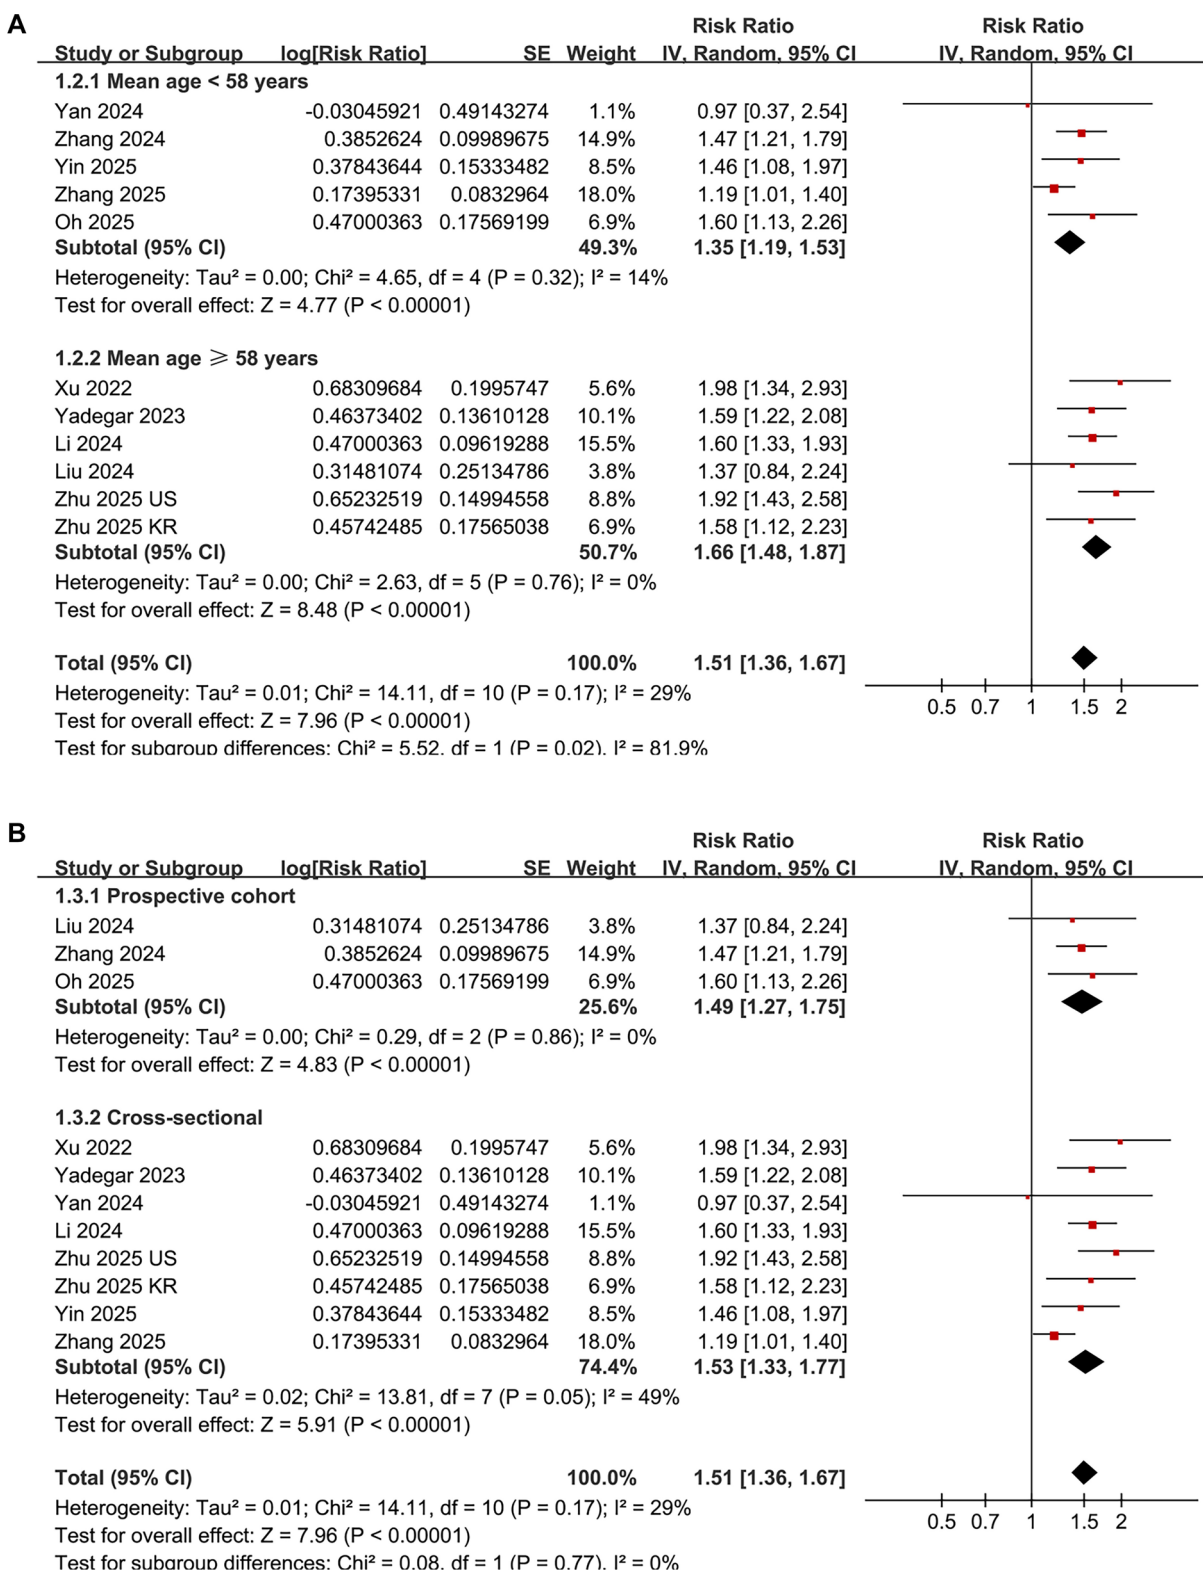 A
Risk Ratio Risk Ratio
Study or Subgroup log[Risk Ratio] SE Weight IV, Random, 95% CI IV, Random, 95% CI
1.2.1 Mean age < 58 years
Yan 2024 -0.03045921 0.49143274 1.1% 0.97 [0.37, 2.54]
Zhang 2024 0.3852624 0.09989675 14.9% 1.47 [1.21, 1.79]
Yin 2025 0.37843644 0.15333482 8.5% 1.46 [1.08, 1.97]
Zhang 2025 0.17395331 0.0832964 18.0% 1.19 [1.01, 1.40]
Oh 2025 0.47000363 0.17569199 6.9% 1.60 [1.13, 2.26]
Subtotal (95% CI) 49.3% 1.35 [1.19, 1.53]
Heterogeneity: Tau² = 0.00; Chi² = 4.65, df = 4 (P = 0.32); I² = 14%
Test for overall effect: Z = 4.77 (P < 0.00001)
1.2.2 Mean age ⩾ 58 years
Xu 2022 0.68309684 0.1995747 5.6% 1.98 [1.34, 2.93]
Yadegar 2023 0.46373402 0.13610128 10.1% 1.59 [1.22, 2.08]
Li 2024 0.47000363 0.09619288 15.5% 1.60 [1.33, 1.93]
Liu 2024 0.31481074 0.25134786 3.8% 1.37 [0.84, 2.24]
Zhu 2025 US 0.65232519 0.14994558 8.8% 1.92 [1.43, 2.58]
Zhu 2025 KR 0.45742485 0.17565038 6.9% 1.58 [1.12, 2.23]
Subtotal (95% CI) 50.7% 1.66 [1.48, 1.87]
Heterogeneity: Tau² = 0.00; Chi² = 2.63, df = 5 (P = 0.76); I² = 0%
Test for overall effect: Z = 8.48 (P < 0.00001)
Total (95% CI) 100.0% 1.51 [1.36, 1.67]
Heterogeneity: Tau² = 0.01; Chi² = 14.11, df = 10 (P = 0.17); I² = 29%
0.5 0.7 1 1.5 2
Test for overall effect: Z = 7.96 (P < 0.00001)
Test for subgroup differences: Chi² = 5.52, df = 1 (P = 0.02), I² = 81.9%
B
Risk Ratio Risk Ratio
Study or Subgroup log[Risk Ratio] SE Weight IV, Random, 95% CI IV, Random, 95% CI
1.3.1 Prospective cohort
Liu 2024 0.31481074 0.25134786 3.8% 1.37 [0.84, 2.24]
Zhang 2024 0.3852624 0.09989675 14.9% 1.47 [1.21, 1.79]
Oh 2025 0.47000363 0.17569199 6.9% 1.60 [1.13, 2.26]
Subtotal (95% CI) 25.6% 1.49 [1.27, 1.75]
Heterogeneity: Tau² = 0.00; Chi² = 0.29, df = 2 (P = 0.86); I² = 0%
Test for overall effect: Z = 4.83 (P < 0.00001)
1.3.2 Cross-sectional
Xu 2022 0.68309684 0.1995747 5.6% 1.98 [1.34, 2.93]
Yadegar 2023 0.46373402 0.13610128 10.1% 1.59 [1.22, 2.08]
Yan 2024 -0.03045921 0.49143274 1.1% 0.97 [0.37, 2.54]
Li 2024 0.47000363 0.09619288 15.5% 1.60 [1.33, 1.93]
Zhu 2025 US 0.65232519 0.14994558 8.8% 1.92 [1.43, 2.58]
Zhu 2025 KR 0.45742485 0.17565038 6.9% 1.58 [1.12, 2.23]
Yin 2025 0.37843644 0.15333482 8.5% 1.46 [1.08, 1.97]
Zhang 2025 0.17395331 0.0832964 18.0% 1.19 [1.01, 1.40]
Subtotal (95% CI) 74.4% 1.53 [1.33, 1.77]
Heterogeneity: Tau² = 0.02; Chi² = 13.81, df = 7 (P = 0.05); I² = 49%
Test for overall effect: Z = 5.91 (P < 0.00001)
Total (95% CI) 100.0% 1.51 [1.36, 1.67]
Heterogeneity: Tau² = 0.01; Chi² = 14.11, df = 10 (P = 0.17); I² = 29%
0.5 0.7 1 1.5 2
Test for overall effect: Z = 7.96 (P < 0.00001)
Test for subgroup differences: Chi² = 0.08, df = 1 (P = 0.77), I² = 0%